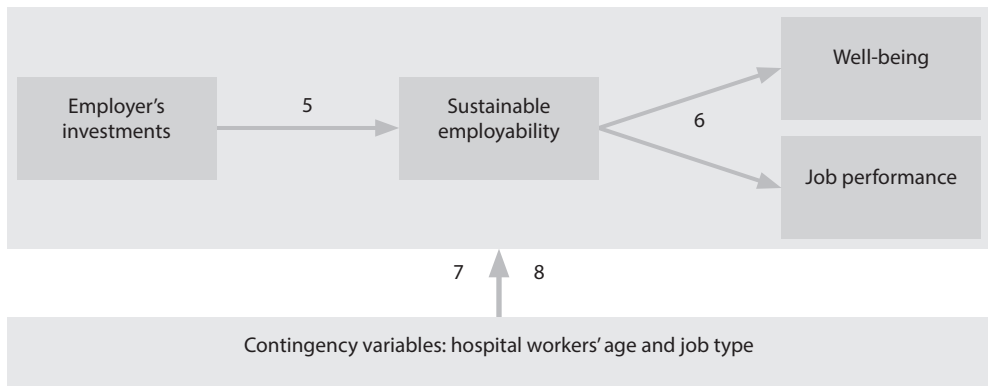 Employer's
investments
5
Sustainable
employability
6
Well-being
Job performance
7
8
Contingency variables: hospital workers' age and job type